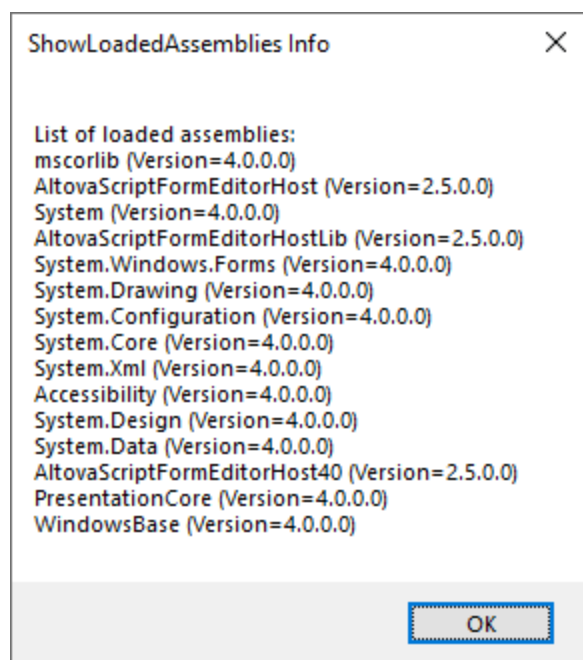 ShowLoadedAssemblies Info
List of loaded assemblies:
mscorlib (Version=4.0.0.0)
AltovaScriptFormEditorHost (Version=2.5.0.0)
System (Version=4.0.0.0)
AltovaScriptFormEditorHostLib (Version=2.5.0.0)
System.Windows.Forms (Version=4.0.0.0)
System.Drawing (Version=4.0.0.0)
System.Configuration (Version=4.0.0.0)
System.Core (Version=4.0.0.0)
System.Xml (Version=4.0.0.0)
Accessibility (Version=4.0.0.0)
System.Design (Version=4.0.0.0)
System.Data (Version=4.0.0.0)
AltovaScriptFormEditorHost40 (Version=2.5.0.0)
PresentationCore (Version=4.0.0.0)
WindowsBase (Version=4.0.0.0)
OK